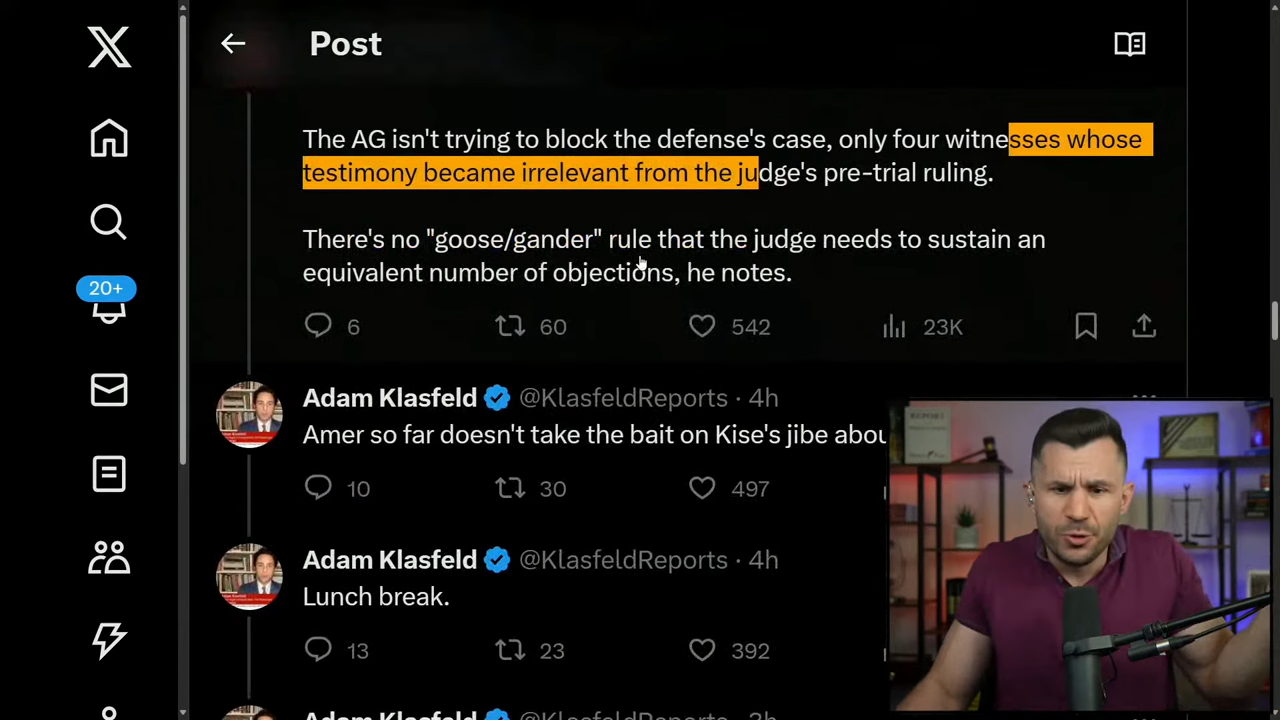 Post
The AG isn't trying to block the defense's case, only four witnesses whose
testimony became irrelevant from the judge's pre-trial ruling.
There's no "goose/gander" rule that the judge needs to sustain an
equivalent number of objections, he notes.
20+
6 60 542 23K
Adam Klasfeld @KlasfeldReports · 4h
Amer so far doesn't take the bait on Kise's jibe abou
10 30 497
Adam Klasfeld @KlasfeldReports · 4h
Lunch break.
13 23 392